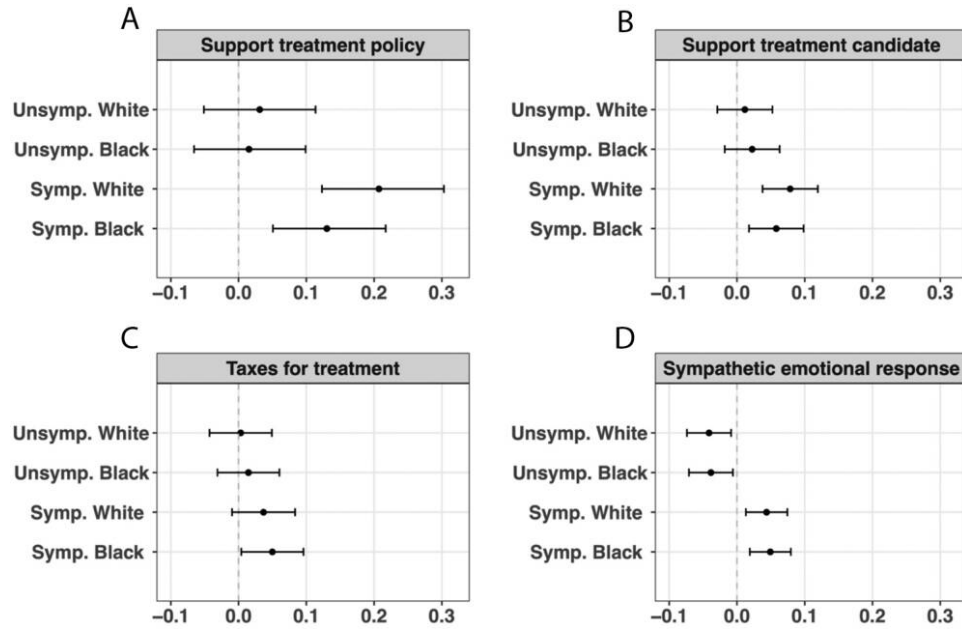 A
Support treatment policy
Unsymp. White
Unsymp. Black
Symp. White
Symp. Black
−0.1 0.0 0.1 0.2 0.3
B
Support treatment candidate
Unsymp. White
Unsymp. Black
Symp. White
Symp. Black
−0.1 0.0 0.1 0.2 0.3
C
Taxes for treatment
Unsymp. White
Unsymp. Black
Symp. White
Symp. Black
−0.1 0.0 0.1 0.2 0.3
D
Sympathetic emotional response
Unsymp. White
Unsymp. Black
Symp. White
Symp. Black
−0.1 0.0 0.1 0.2 0.3